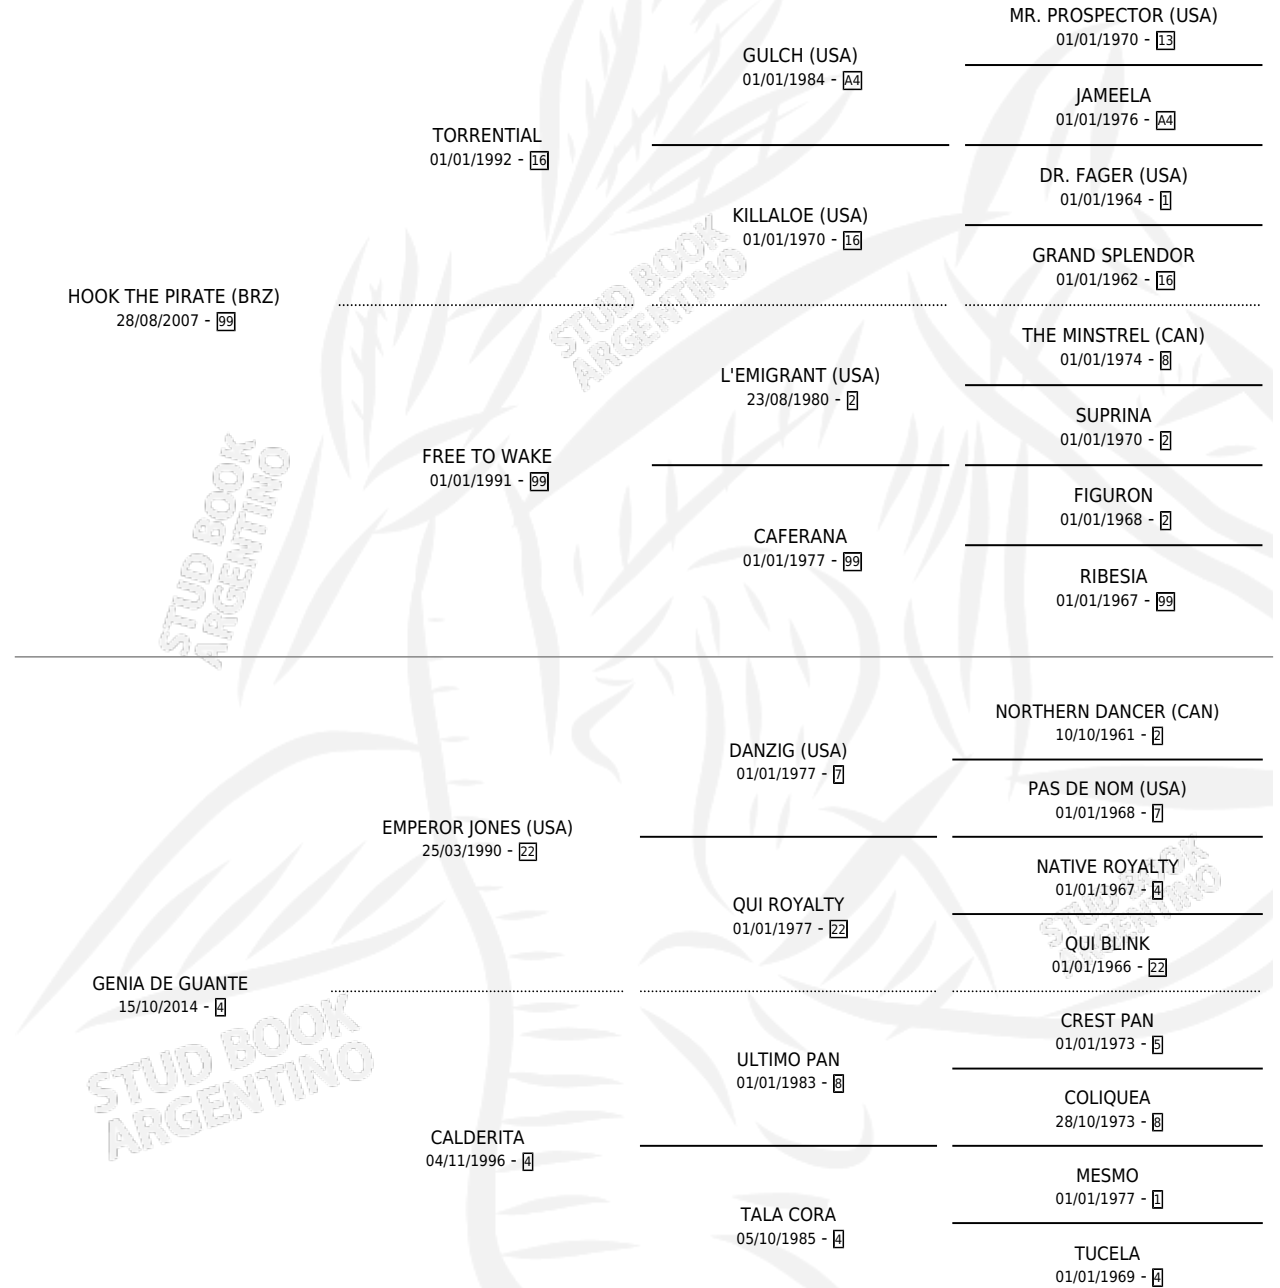 MR. PROSPECTOR (USA)
01/01/1970 - 13
GULCH (USA)
01/01/1984 - A4
JAMEELA
01/01/1976 - A4
TORRENTIAL
01/01/1992 - 16
DR. FAGER (USA)
01/01/1964 - 1
KILLALOE (USA)
01/01/1970 - 16
GRAND SPLENDOR
01/01/1962 - 16
HOOK THE PIRATE (BRZ)
28/08/2007 - 99
STUD BOOK
ARGENTINO
THE MINSTREL (CAN)
01/01/1974 - 8
L'EMIGRANT (USA)
23/08/1980 - 2
SUPRINA
01/01/1970 - 2
FREE TO WAKE
01/01/1991 - 99
FIGURON
01/01/1968 - 2
CAFERANA
01/01/1977 - 99
RIBESIA
01/01/1967 - 99
STUD BOOK
ARGENTINO
NORTHERN DANCER (CAN)
10/10/1961 - 2
DANZIG (USA)
01/01/1977 - 7
PAS DE NOM (USA)
01/01/1968 - 7
EMPEROR JONES (USA)
25/03/1990 - 22
NATIVE ROYALTY
01/01/1967 - 4
QUI ROYALTY
01/01/1977 - 22
QUI BLINK
01/01/1966 - 22
STUD BOOK
ARGENTINO
GENIA DE GUANTE
15/10/2014 - 4
CREST PAN
01/01/1973 - 5
ULTIMO PAN
01/01/1983 - 8
COLIQUEA
28/10/1973 - 8
STUD BOOK
ARGENTINO
CALDERITA
04/11/1996 - 4
MESMO
01/01/1977 - 1
TALA CORA
05/10/1985 - 4
TUCELA
01/01/1969 - 4